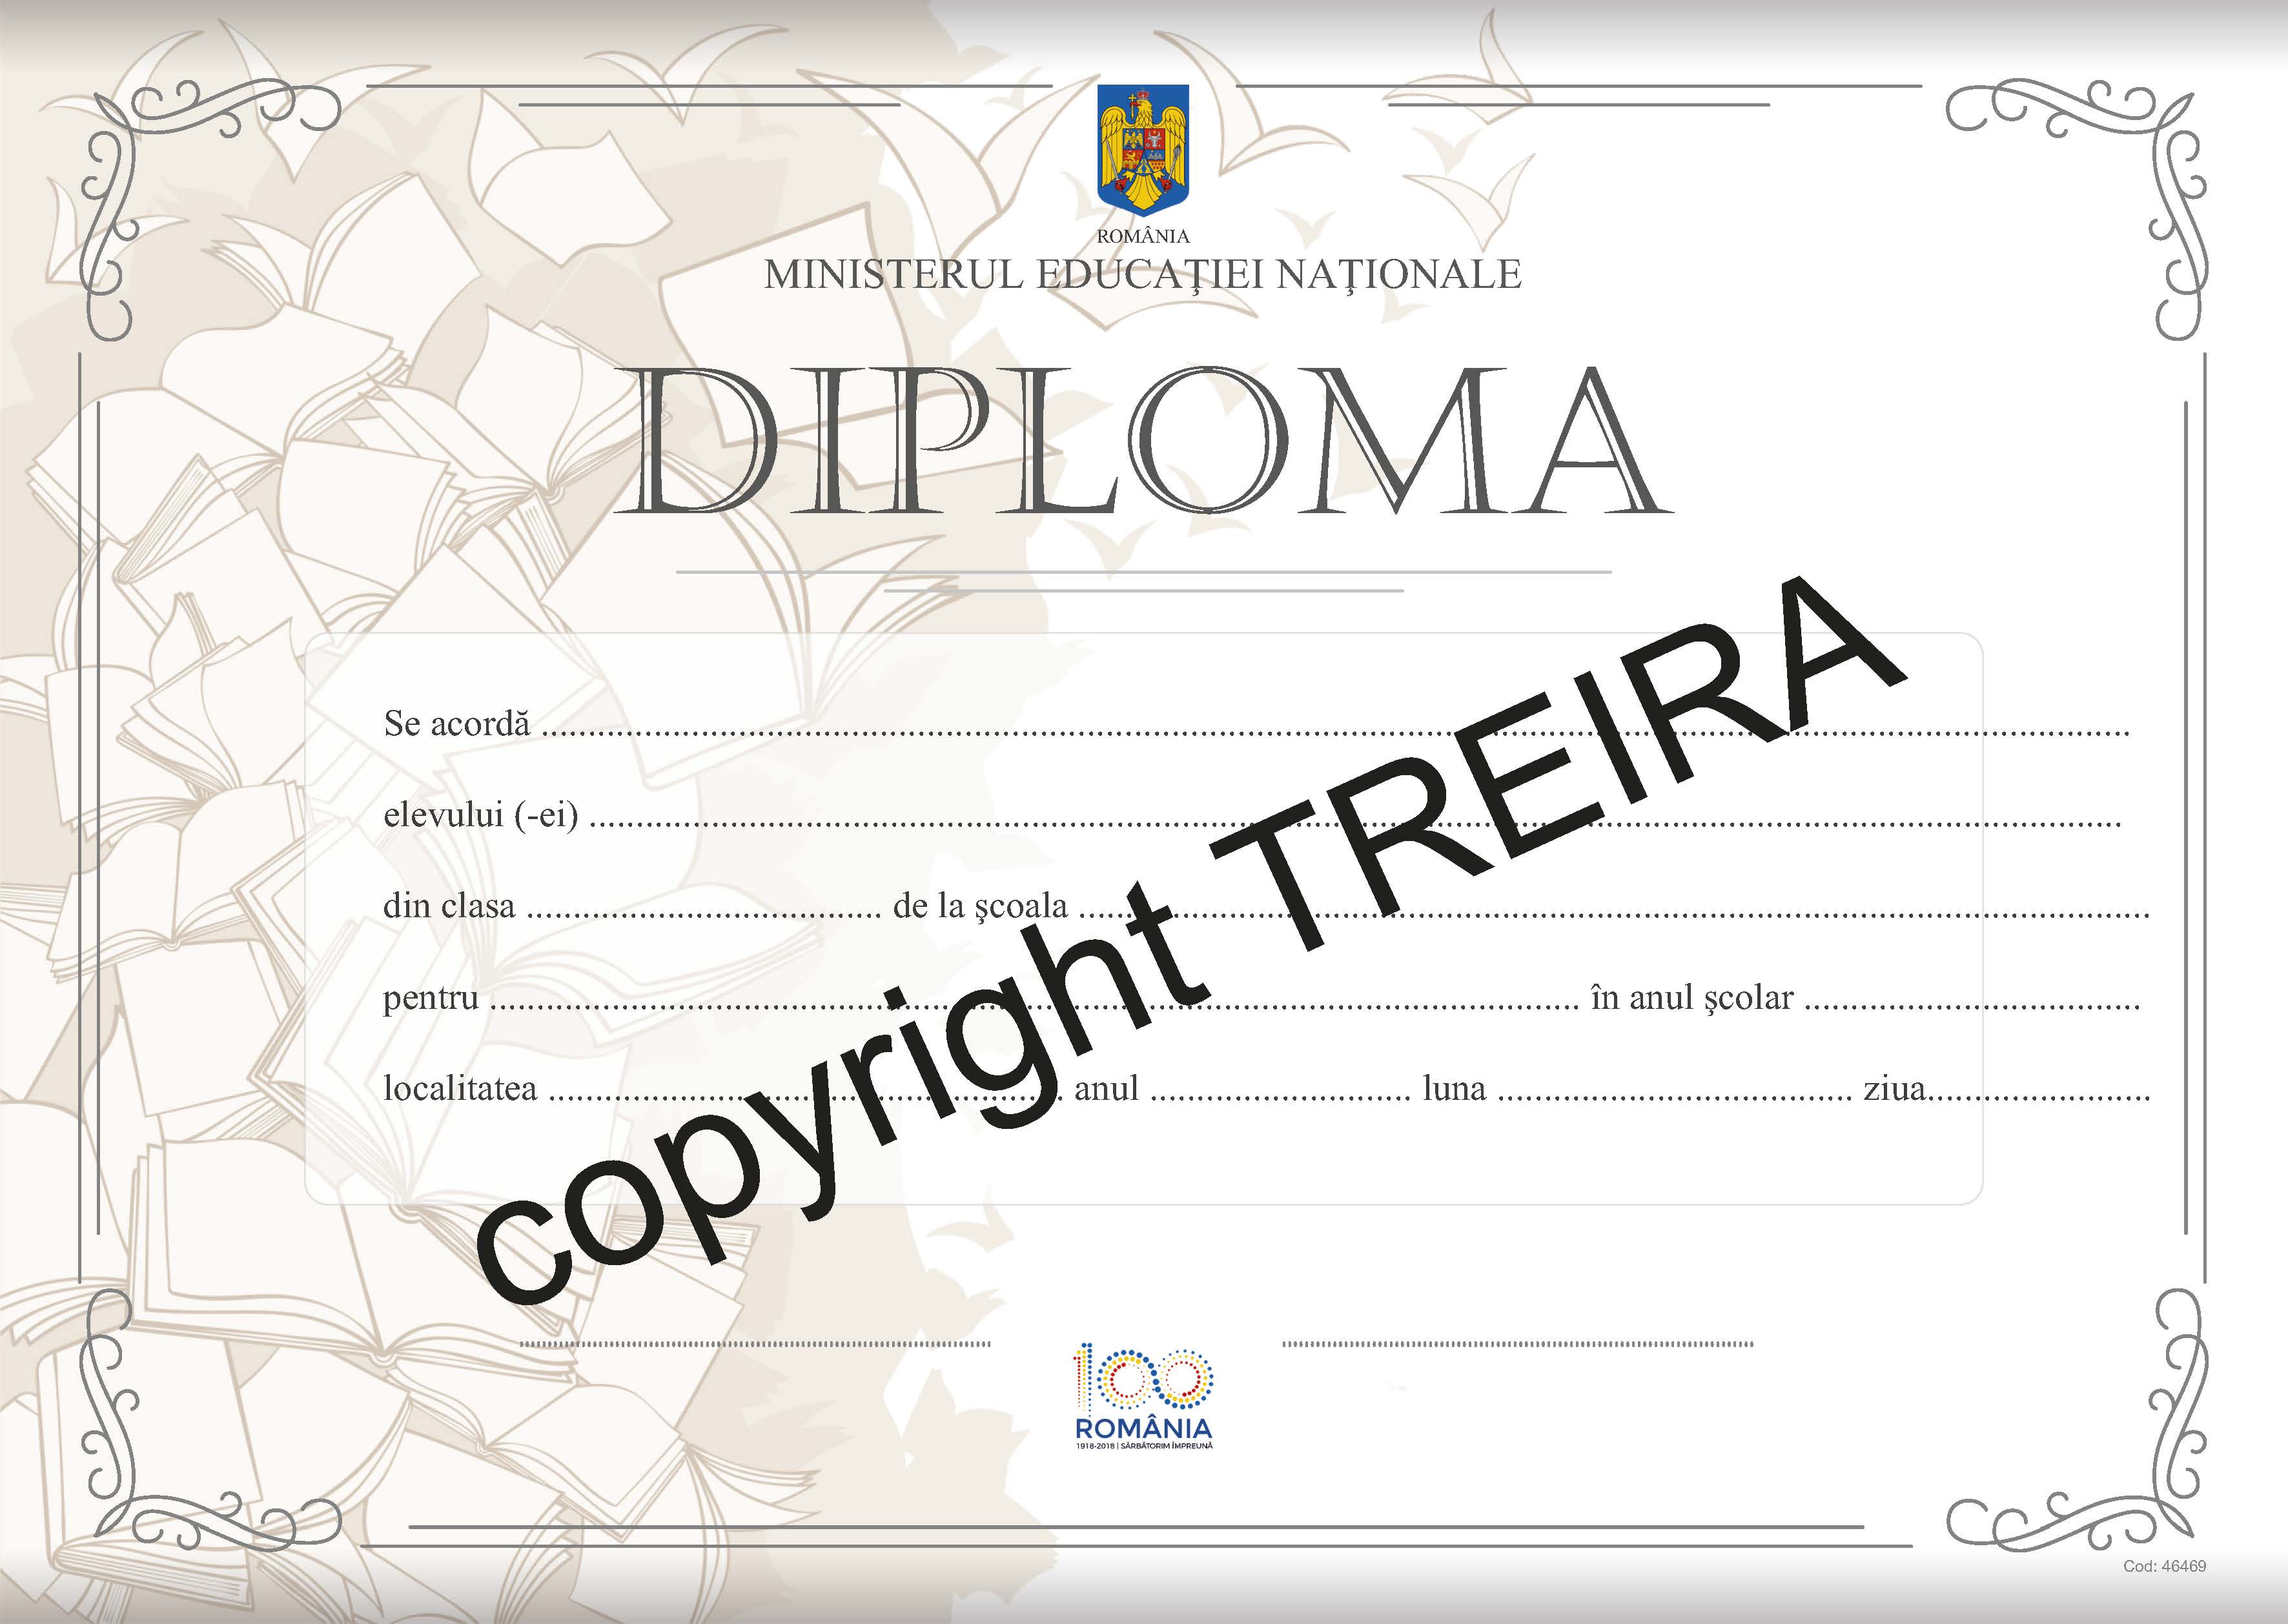 ROMÂNIA
MINISTERUL EDUCAŢIEI NAŢIONALE
DIPLOMA
Se acordă ................................................................
elevului (-ei) ................................................................
din clasa .............................. de la şcoala ................................................................
pentru ................................................................ în anul şcolar ..............................
localitatea ........................................ anul .............................. luna .............................. ziua..............................
copyright TREIRA
100
ROMÂNIA
1918-2018 | SĂRBĂTORIM ÎMPREUNĂ
Cod: 46469